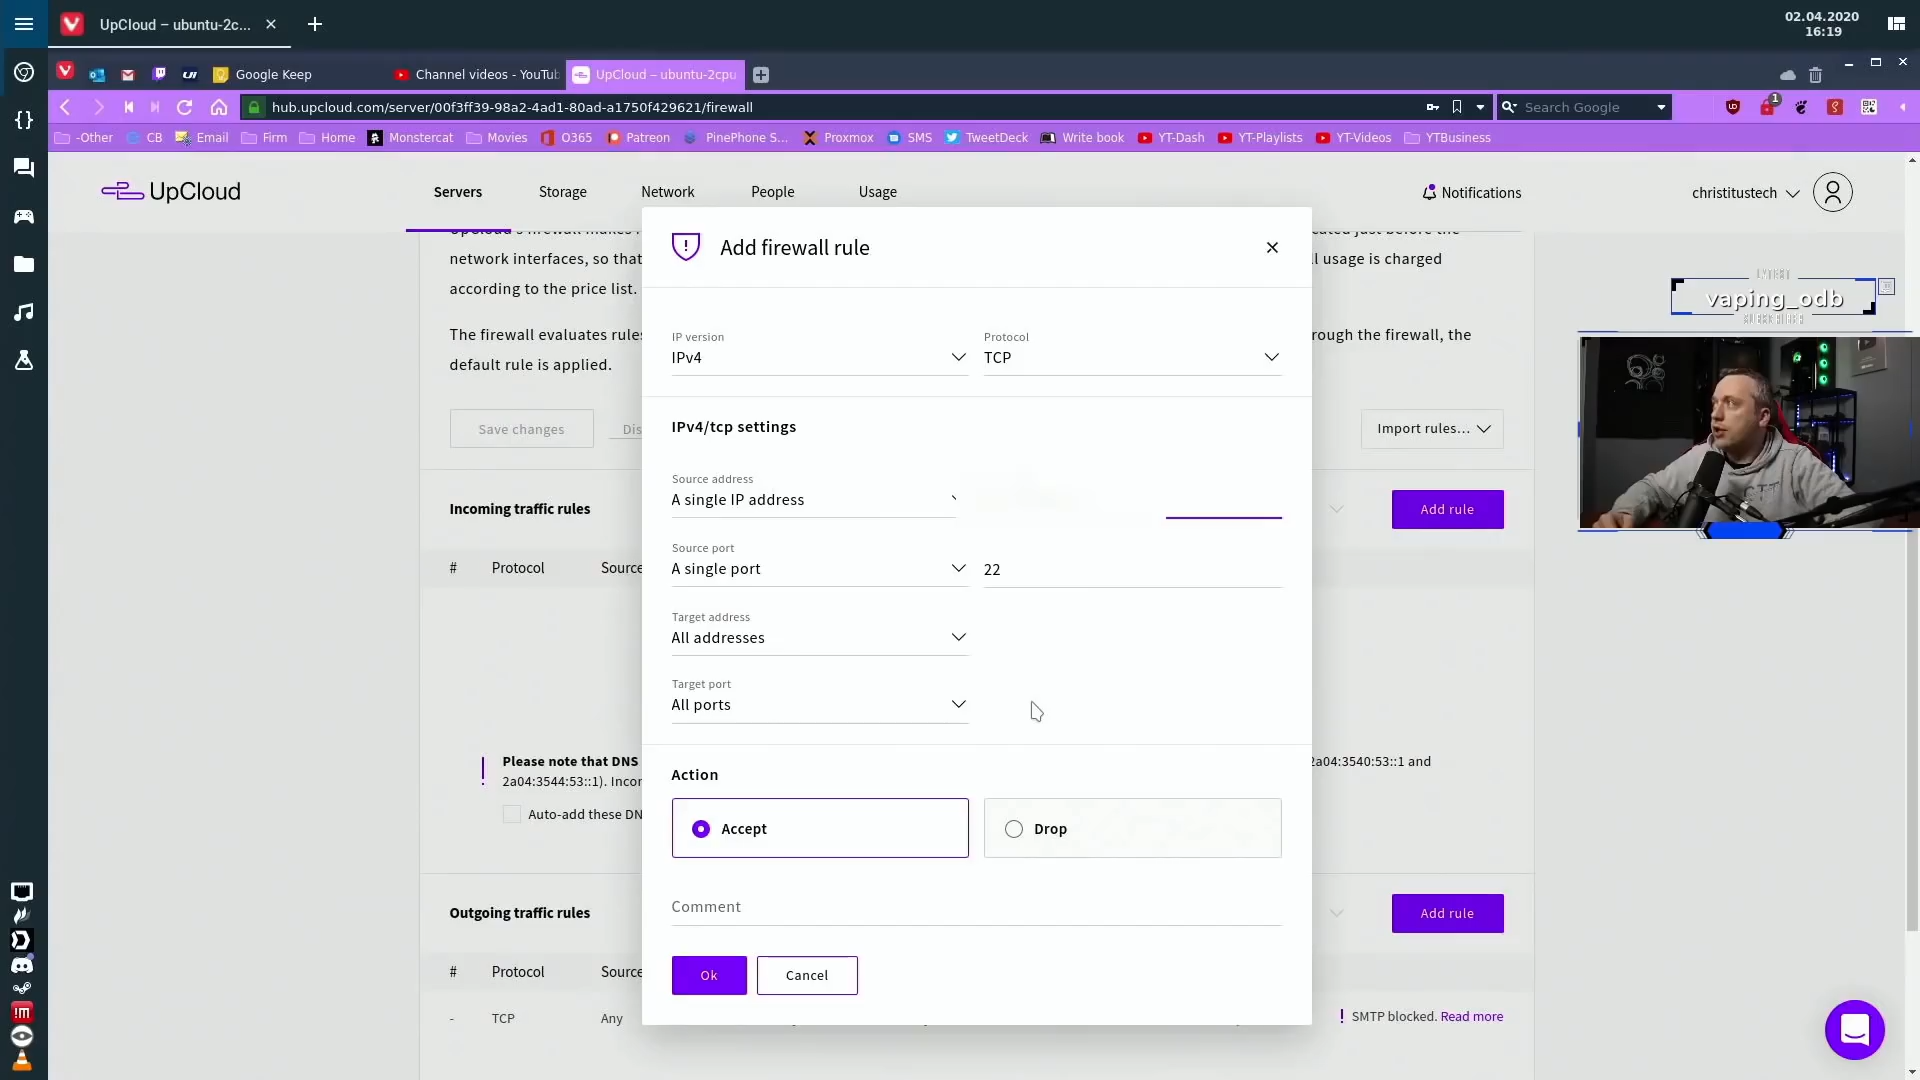 UpCloud – ubuntu-2c...
02.04.2020
16:19
Google Keep
Channel videos - YouTub
UpCloud – ubuntu-2cpu
hub.upcloud.com/server/00f3ff39-98a2-4ad1-80ad-a1750f429621/firewall
Search Google
1
-Other
CB
Email
Firm
Home
Monstercat
Movies
O365
Patreon
PinePhone S...
Proxmox
SMS
TweetDeck
Write book
YT-Dash
YT-Playlists
YT-Videos
YTBusiness
UpCloud
Servers
Storage
Network
People
Usage
Notifications
christitustech
Add firewall rule
network interfaces, so that
ll usage is charged
according to the price list.
The firewall evaluates rules
rough the firewall, the
default rule is applied.
Save changes
Dis
Import rules...
IP version
IPv4
Protocol
TCP
IPv4/tcp settings
Source address
A single IP address
Source port
A single port
22
Target address
All addresses
Target port
All ports
Action
Accept
Drop
Comment
Ok
Cancel
Incoming traffic rules
Add rule
# Protocol Source
Please note that DNS
2a04:3540:53::1 and
2a04:3544:53::1). Incor
Auto-add these DN
Outgoing traffic rules
Add rule
# Protocol Source
- TCP Any
! SMTP blocked. Read more
vaping_odb